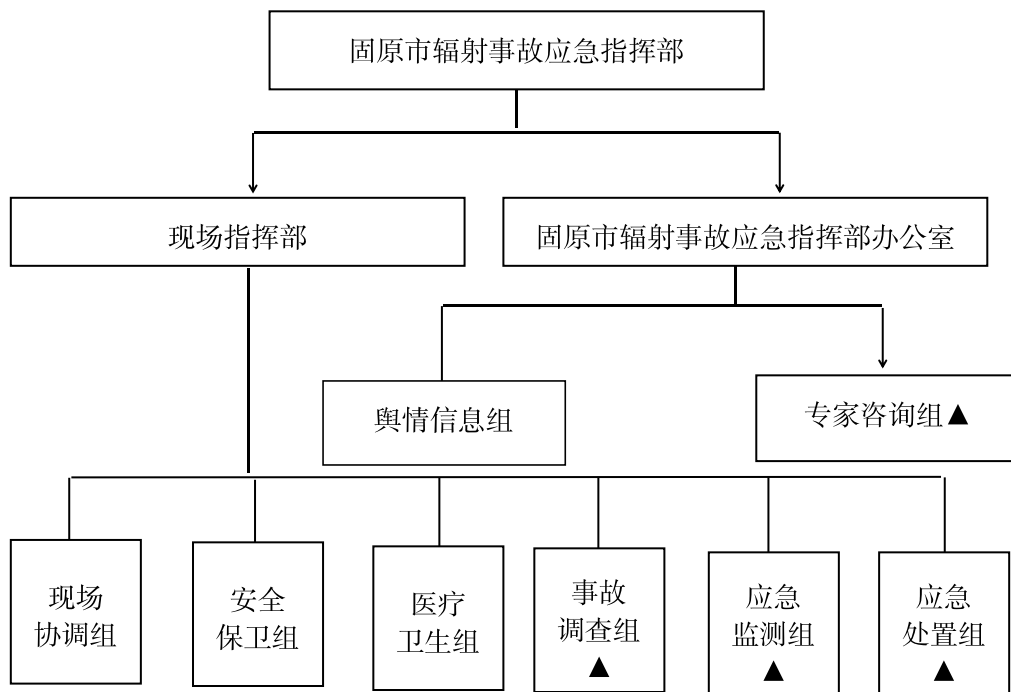 固原市辐射事故应急指挥部
现场指挥部
固原市辐射事故应急指挥部办公室
舆情信息组
专家咨询组▲
现场
协调组
安全
保卫组
医疗
卫生组
事故
调查组
▲
应急
监测组
▲
应急
处置组
▲